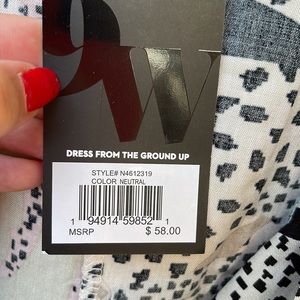 9W
DRESS FROM THE GROUND UP
STYLE# N4612319
COLOR NEUTRAL
1 94914 59852 1
MSRP $ 58.00